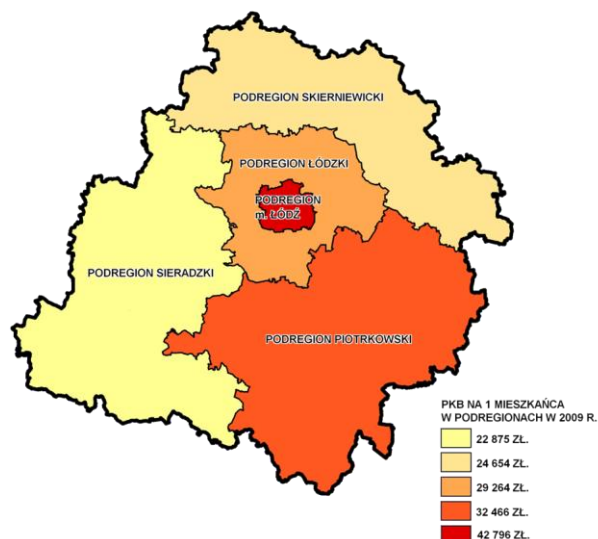 PODREGION SKIERNIEWICKI
PODREGION ŁÓDZKI
PODREGION
m. ŁÓDŹ
PODREGION SIERADZKI
PODREGION PIOTRKOWSKI
PKB NA 1 MIESZKAŃCA
W PODREGIONACH W 2009 R.
22 875 ZŁ.
24 654 ZŁ.
29 264 ZŁ.
32 466 ZŁ.
42 796 ZŁ.